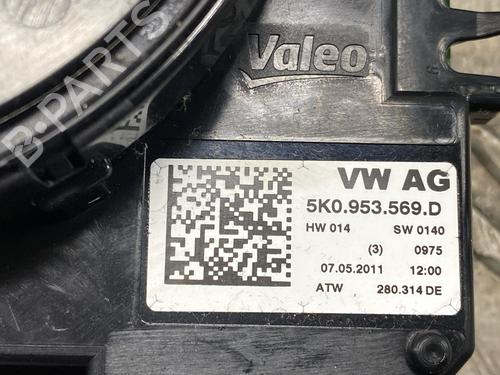 Valeo
B-PARTS
VW AG
5K0.953.569.D
HW 014 SW 0140
(3) 0975
07.05.2011 12:00
ATW 280.314 DE